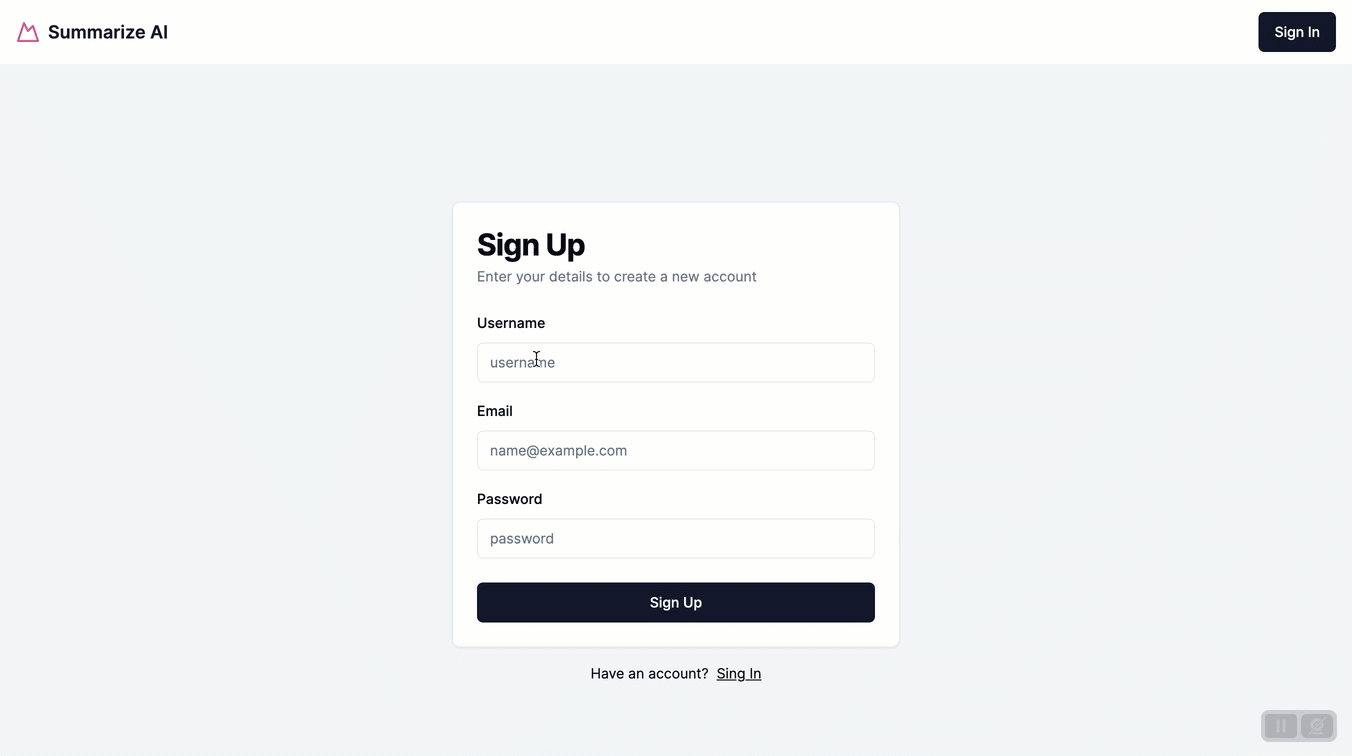 Summarize AI
Sign In
Sign Up
Enter your details to create a new account
Username
username
Email
name@example.com
Password
password
Sign Up
Have an account? Sing In